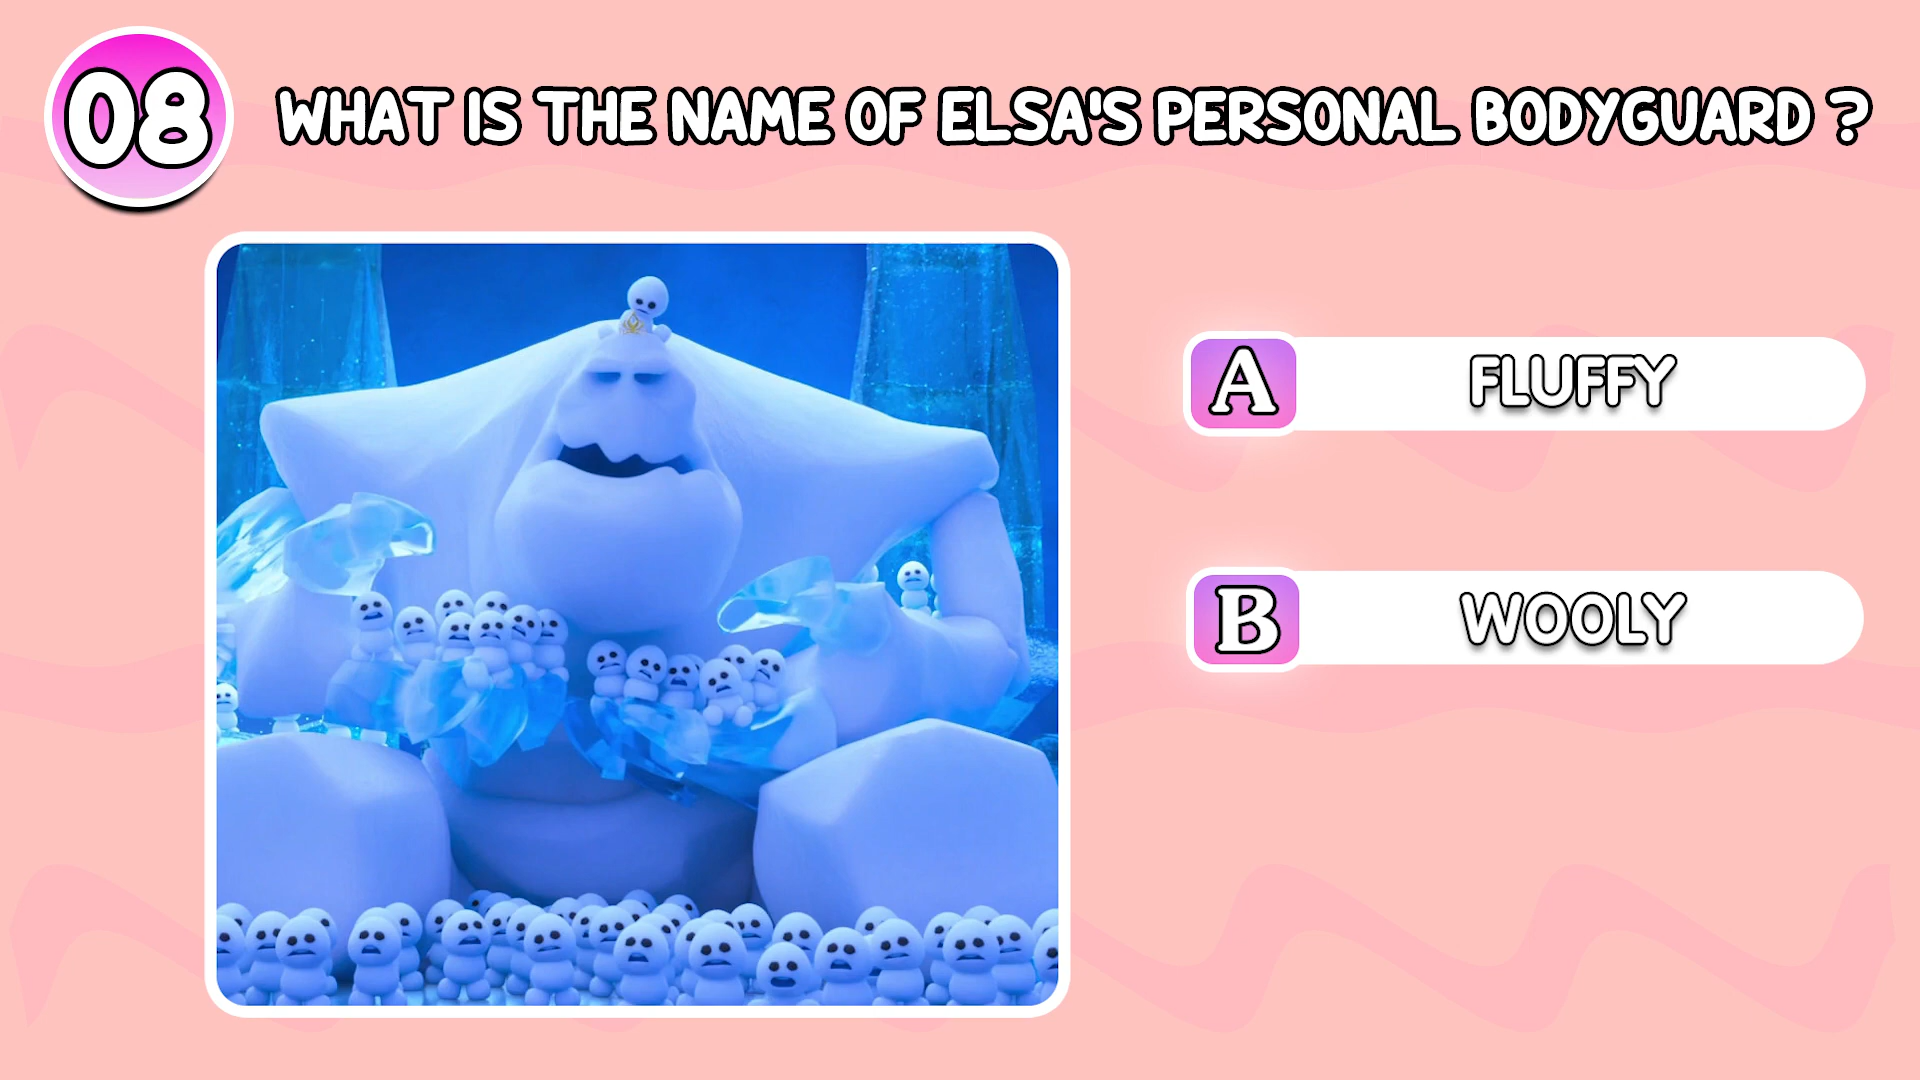 08
WHAT IS THE NAME OF ELSA'S PERSONAL BODYGUARD ?
A
FLUFFY
B
WOOLY